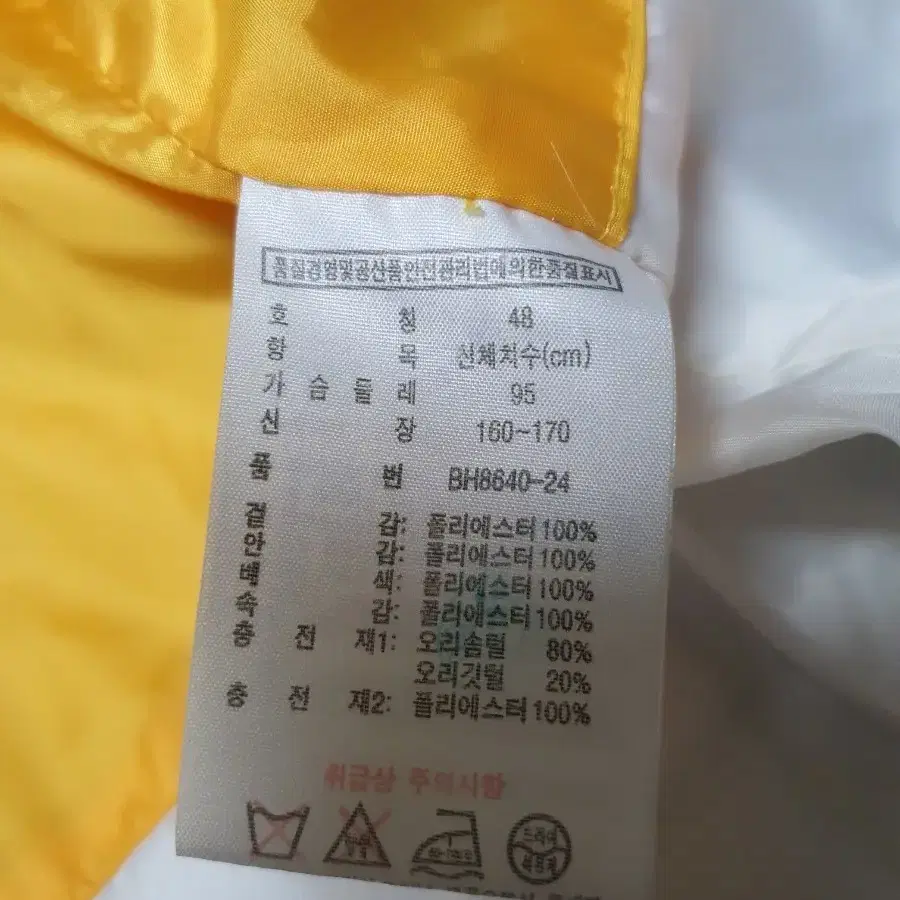 품질경영및공산품안전관리법에의한품질표시
호 칭 48
항 목 신체치수(cm)
가 슴 둘 레 95
신 장 160~170
품 번 BH8640-24
겉 감: 폴리에스터 100%
안 감: 폴리에스터 100%
배 색: 폴리에스터 100%
속 감: 폴리에스터 100%
충 전 재1: 오리솜털 80%
오리깃털 20%
충 전 재2: 폴리에스터 100%
취급상 주의사항